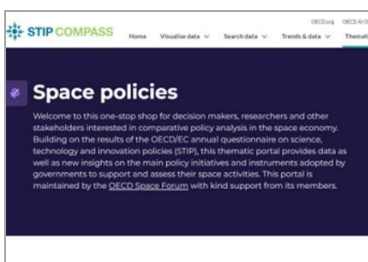 OECD.org OECD AI O
STIP COMPASS Home Visualise data Search data Trends & data Themati
Space policies
Welcome to this one-stop shop for decision makers, researchers and other
stakeholders interested in comparative policy analysis in the space economy.
Building on the results of the OECD/EC annual questionnaire on science,
technology and innovation policies (STIP), this thematic portal provides data as
well as new insights on the main policy initiatives and instruments adopted by
governments to support and assess their space activities. This portal is
maintained by the OECD Space Forum with kind support from its members.